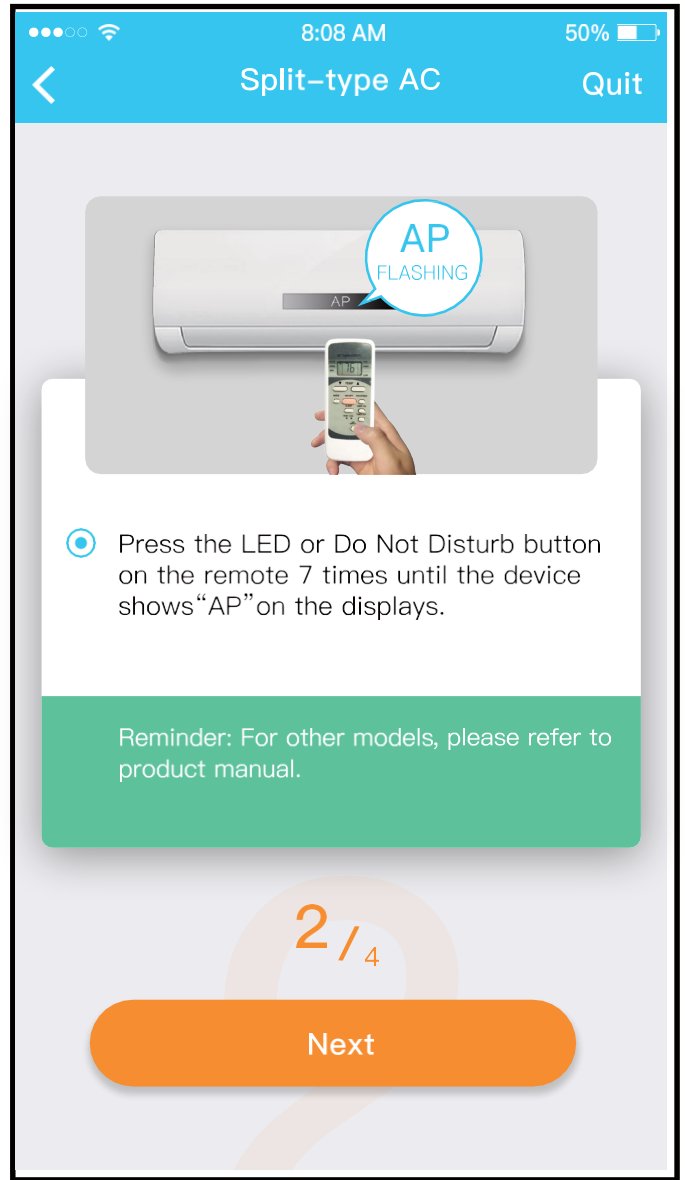 8:08 AM
50%
Split-type AC
Quit
AP
FLASHING
AP
76
Press the LED or Do Not Disturb button
on the remote 7 times until the device
shows“AP”on the displays.
Reminder: For other models, please refer to
product manual.
2/4
Next